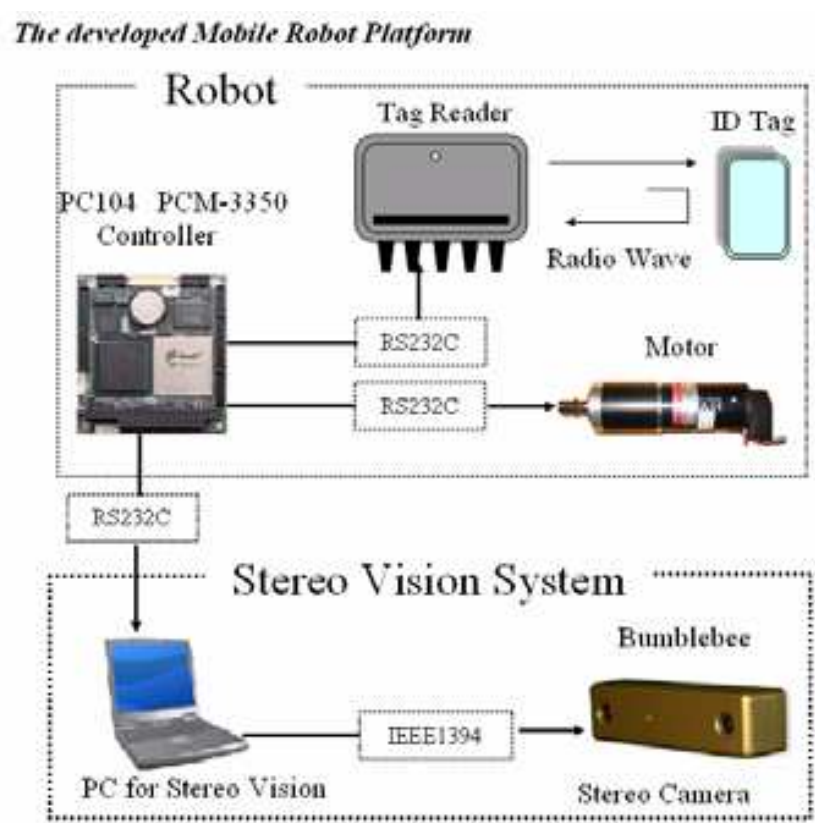 The developed Mobile Robot Platform
Robot
Tag Reader
ID Tag
PC104 PCM-3350
Controller
Radio Wave
RS232C
Motor
RS232C
RS232C
Stereo Vision System
Bumblebee
IEEE1394
PC for Stereo Vision
Stereo Camera